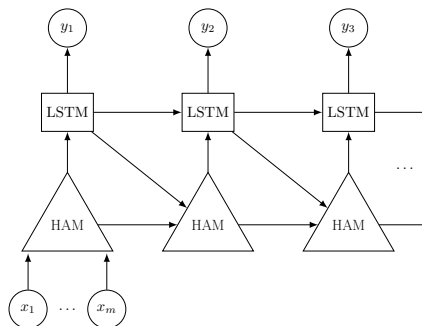 y1 y2 y3
LSTM LSTM LSTM
...
HAM HAM HAM
x1 ... xm